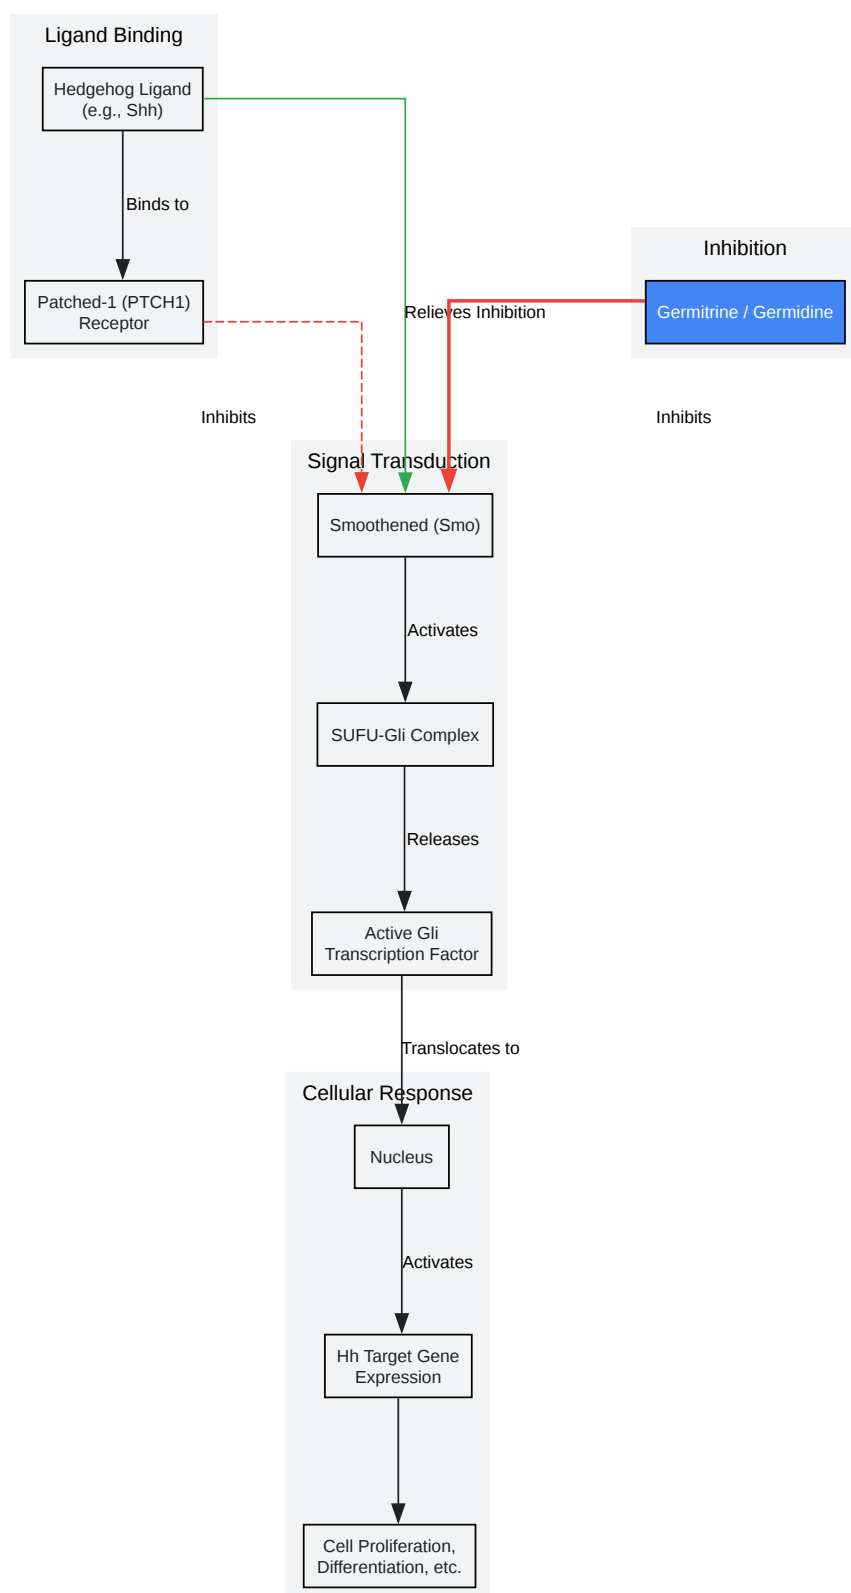 Ligand Binding
Hedgehog Ligand
(e.g., Shh)
Binds to
Patched-1 (PTCH1)
Receptor
Inhibition
Germitrine / Germidine
Relieves Inhibition
Inhibits
Inhibits
Signal Transduction
Smoothened (Smo)
Activates
SUFU-Gli Complex
Releases
Active Gli
Transcription Factor
Translocates to
Cellular Response
Nucleus
Activates
Hh Target Gene
Expression
Cell Proliferation,
Differentiation, etc.